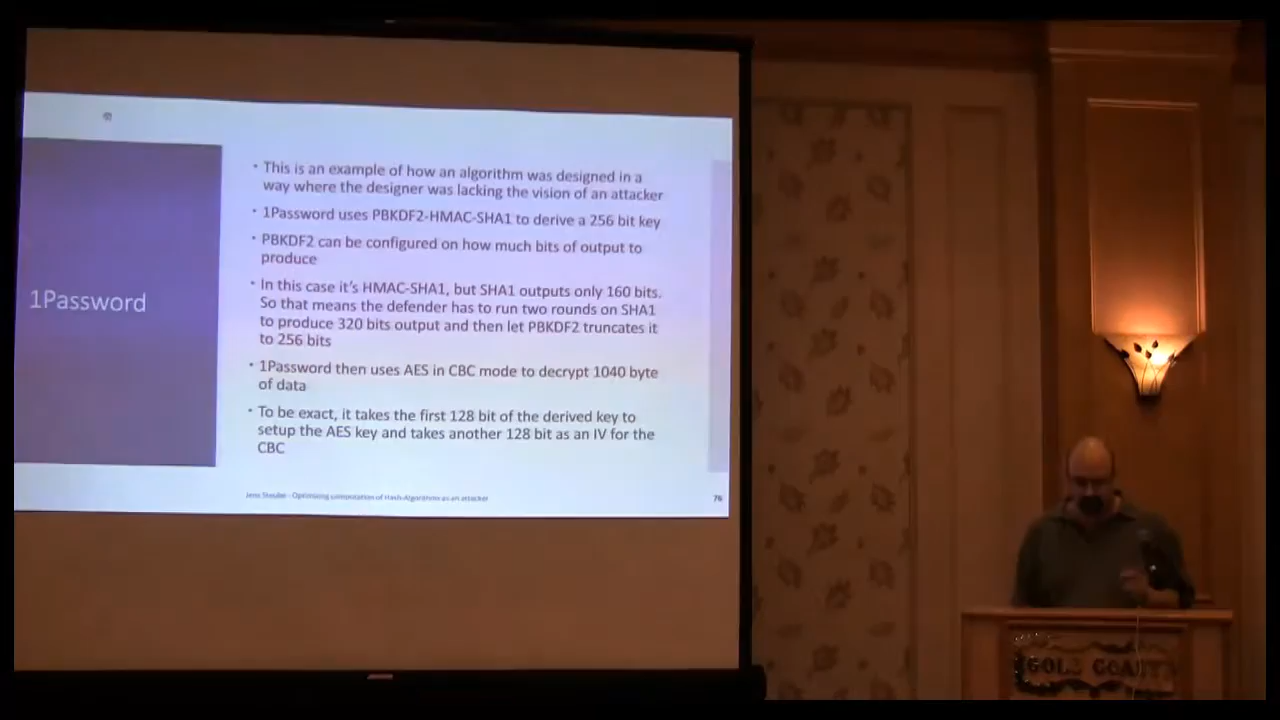 1Password
• This is an example of how an algorithm was designed in a
way where the designer was lacking the vision of an attacker
• 1Password uses PBKDF2-HMAC-SHA1 to derive a 256 bit key
• PBKDF2 can be configured on how much bits of output to
produce
• In this case it's HMAC-SHA1, but SHA1 outputs only 160 bits.
So that means the defender has to run two rounds on SHA1
to produce 320 bits output and then let PBKDF2 truncates it
to 256 bits
• 1Password then uses AES in CBC mode to decrypt 1040 byte
of data
• To be exact, it takes the first 128 bit of the derived key to
setup the AES key and takes another 128 bit as an IV for the
CBC
Jens Steube - Optimizing computation of Hash-Algorithms as an attacker
76
GOLD COAST